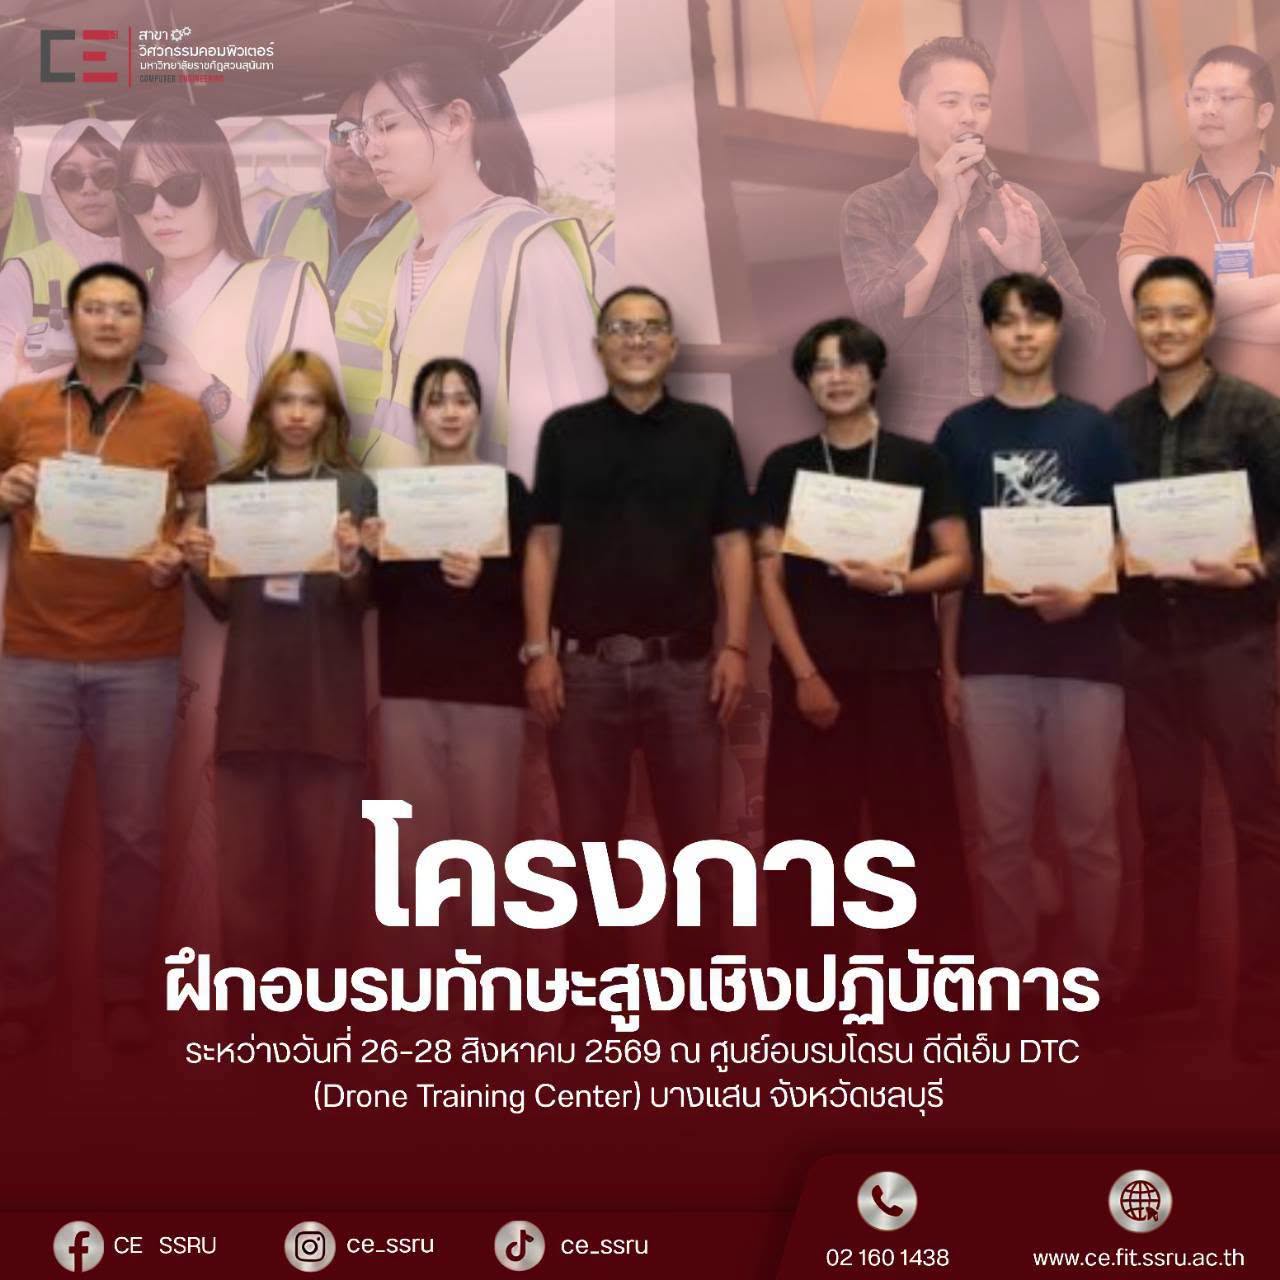 CE
สาขา
วิศวกรรมคอมพิวเตอร์
มหาวิทยาลัยราชภัฏสวนสุนันทา
COMPUTER ENGINEERING
โครงการ
ฝึกอบรมทักษะสูงเชิงปฏิบัติการ
ระหว่างวันที่ 26-28 สิงหาคม 2569 ณ ศูนย์อบรมโดรน ดีดีเอ็ม DTC
(Drone Training Center) บางแสน จังหวัดชลบุรี
CE SSRU
ce_ssru
ce_ssru
02 160 1438
www.ce.fit.ssru.ac.th